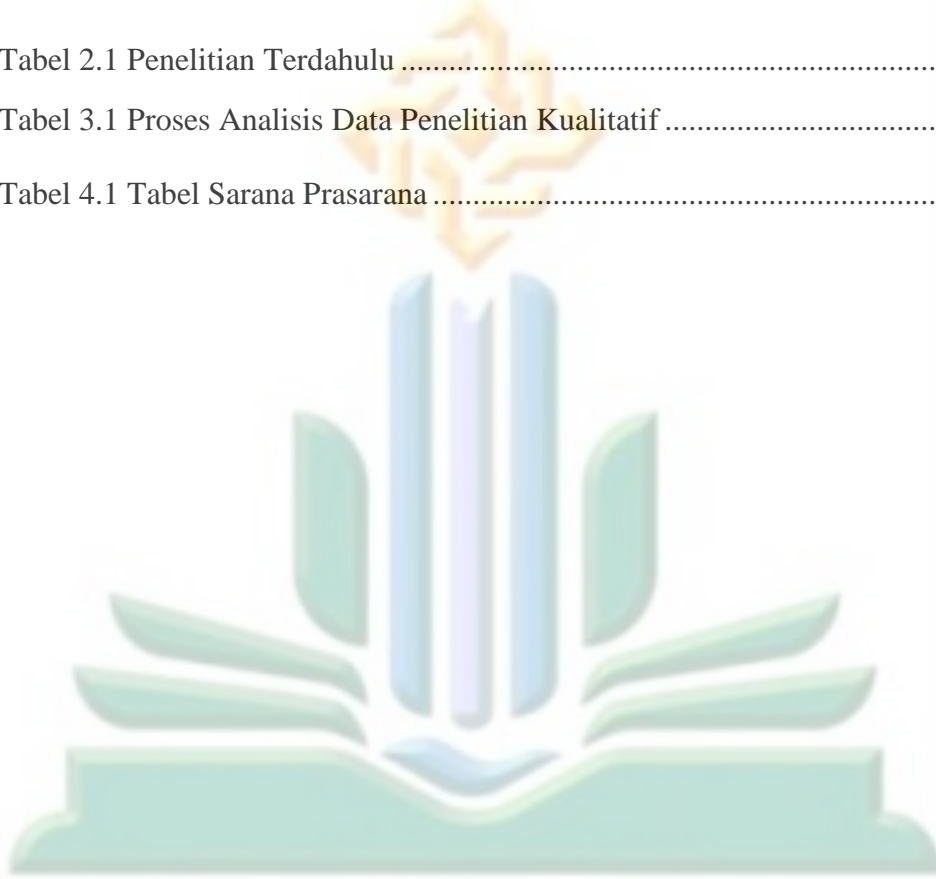 Tabel 2.1 Penelitian Terdahulu ....................................................................
Tabel 3.1 Proses Analisis Data Penelitian Kualitatif ..................................
Tabel 4.1 Tabel Sarana Prasarana ................................................................